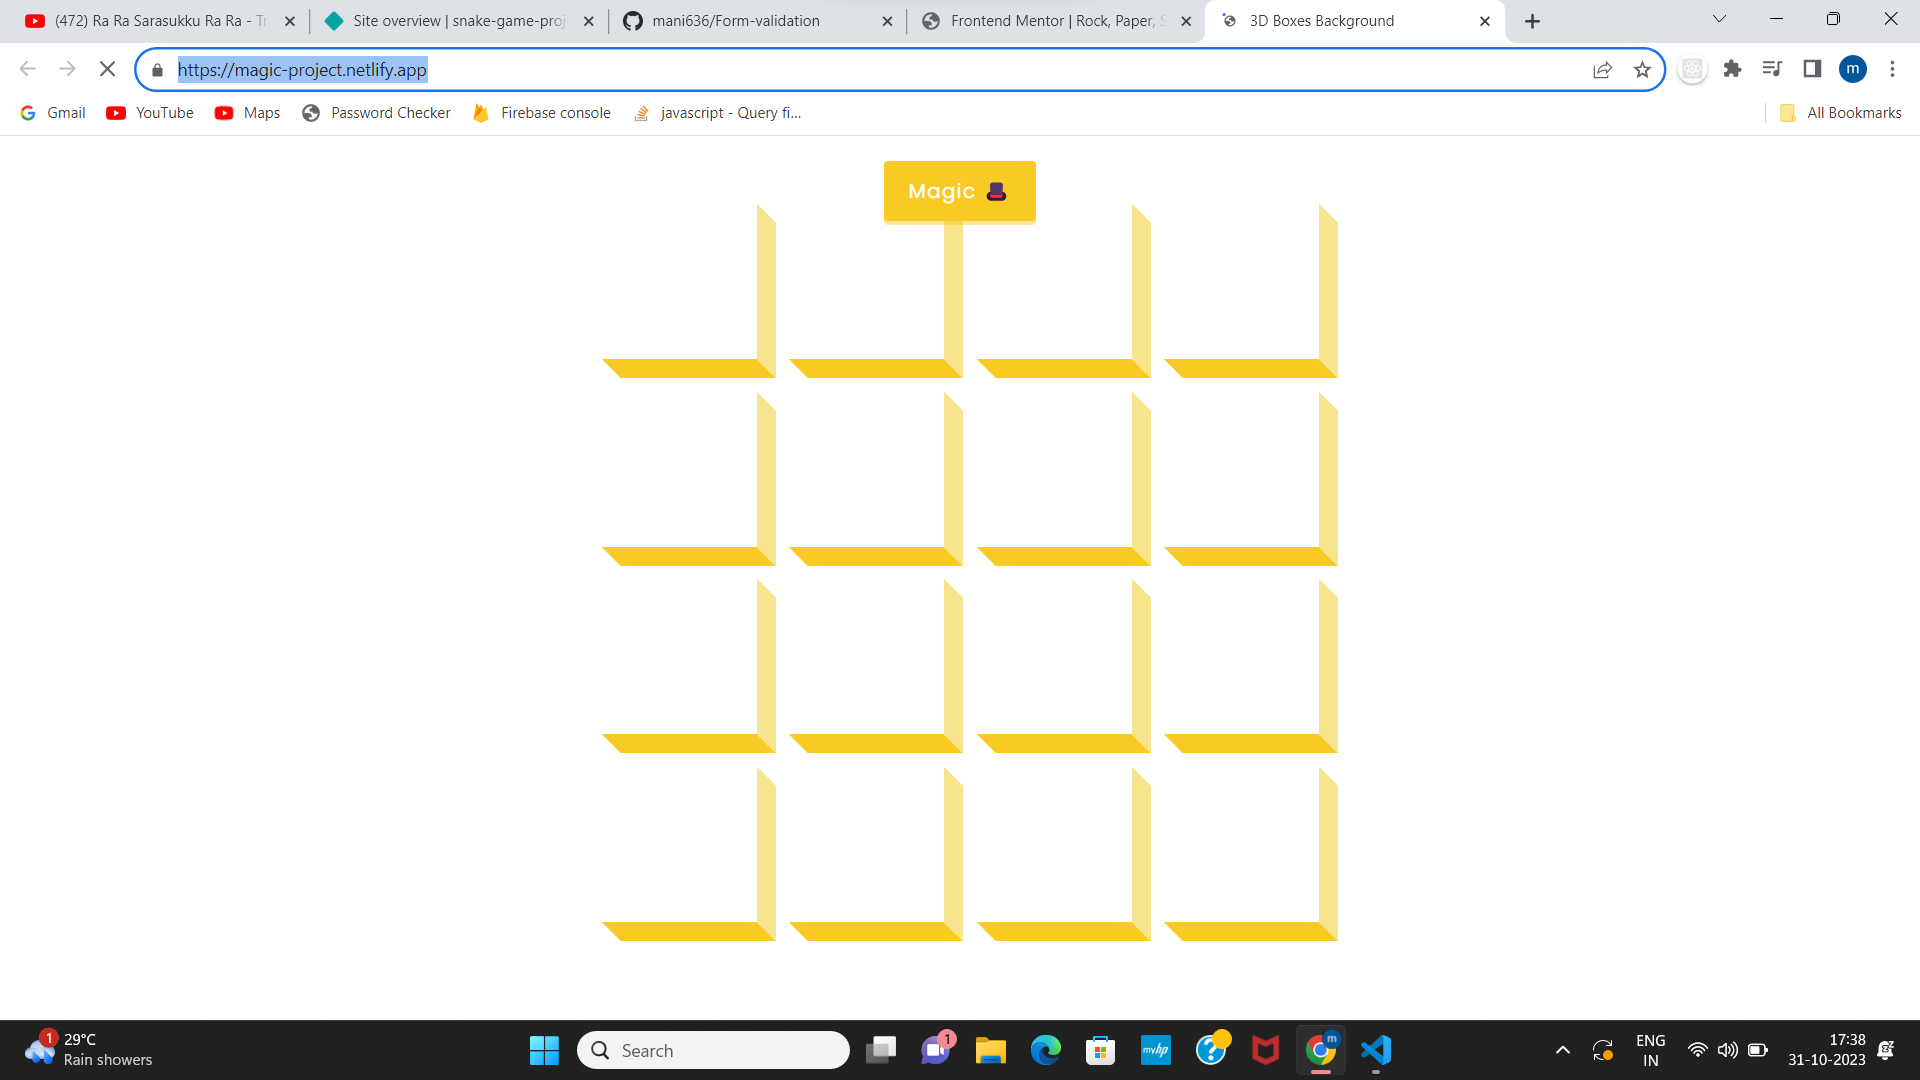 (472) Ra Ra Sarasukku Ra Ra - Tr
Site overview | snake-game-proj
mani636/Form-validation
Frontend Mentor | Rock, Paper, S
3D Boxes Background
https://magic-project.netlify.app
m
Gmail
YouTube
Maps
Password Checker
Firebase console
javascript - Query fi...
All Bookmarks
Magic
1
29°C
Rain showers
Search
1
myhp
m
ENG
IN
17:38
31-10-2023